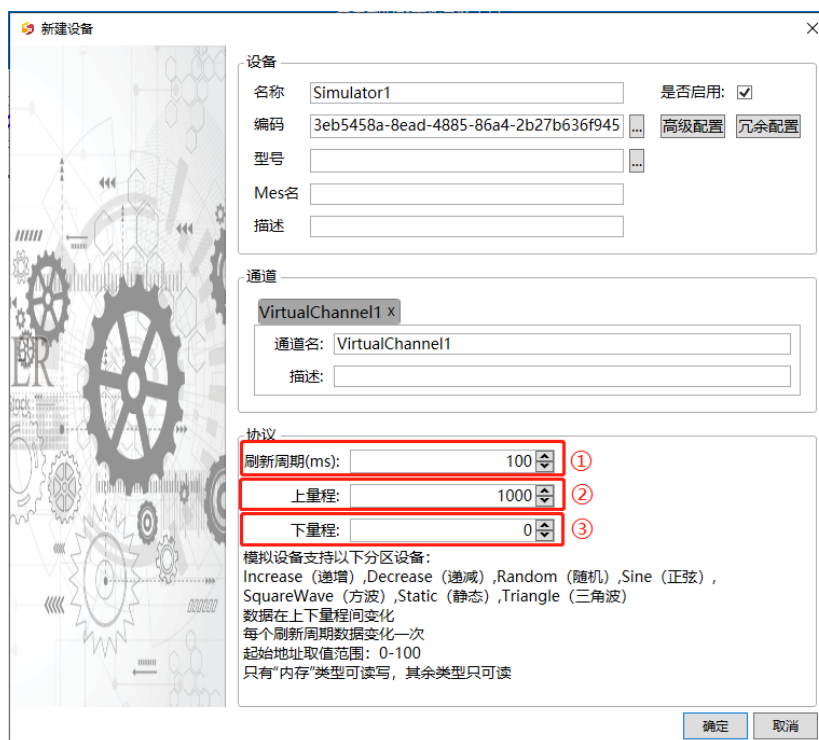 新建设备
设备
名称 Simulator1 是否启用:
编码 3eb5458a-8ead-4885-86a4-2b27b636f945 ... 高级配置 冗余配置
型号 ...
Mes名
描述
通道
VirtualChannel1 x
通道名: VirtualChannel1
描述:
协议
刷新周期(ms): 100 ①
上量程: 1000 ②
下量程: 0 ③
模拟设备支持以下分区设备：
Increase（递增）,Decrease（递减）,Random（随机）,Sine（正弦）,
SquareWave（方波）,Static（静态）,Triangle（三角波）
数据在上下量程间变化
每个刷新周期数据变化一次
起始地址取值范围：0-100
只有“内存”类型可读写，其余类型只可读
确定 取消
ER